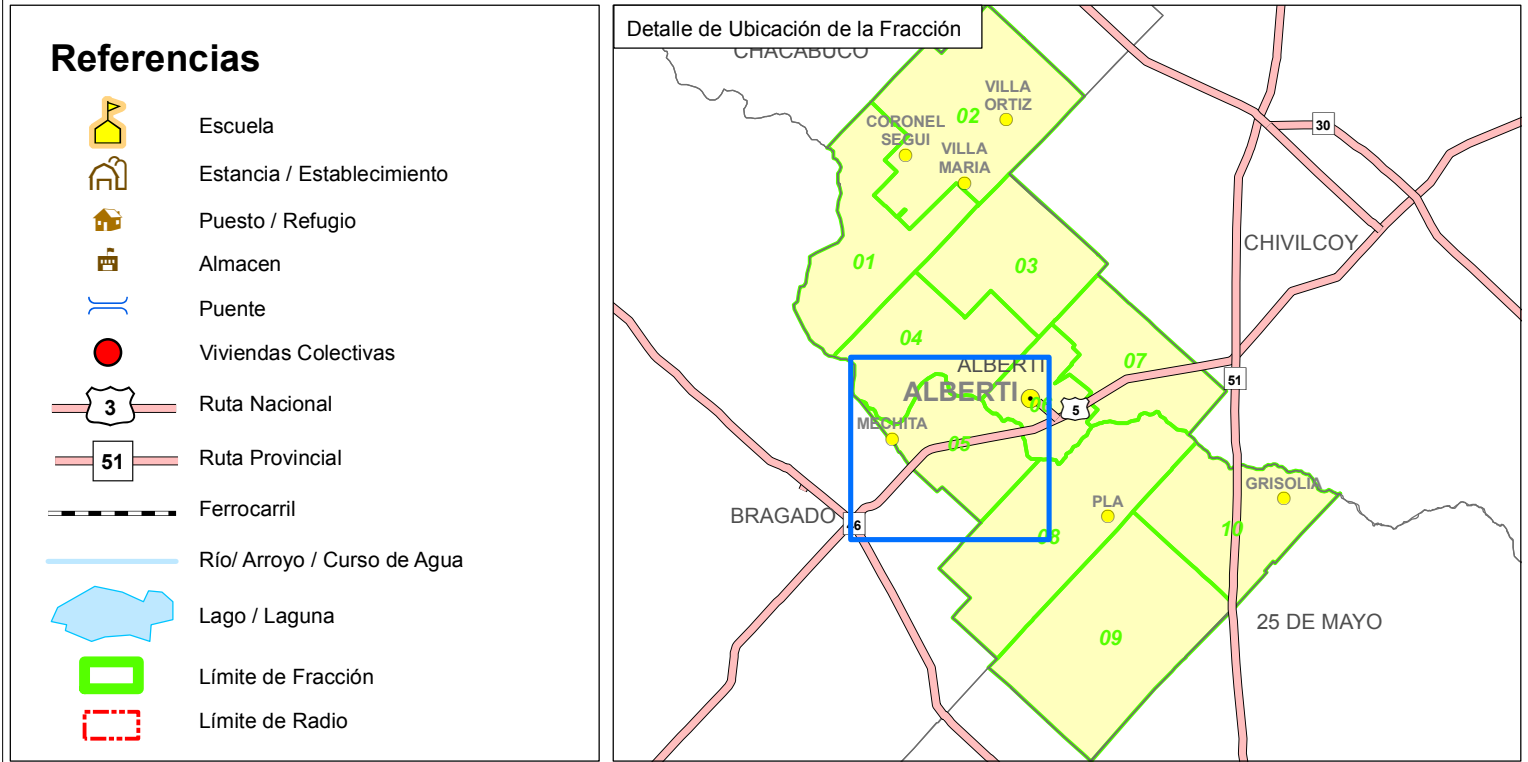 Referencias
Escuela
Estancia / Establecimiento
Puesto / Refugio
Almacen
Puente
Viviendas Colectivas
3
Ruta Nacional
51
Ruta Provincial
Ferrocarril
Río/ Arroyo / Curso de Agua
Lago / Laguna
Límite de Fracción
Límite de Radio
Detalle de Ubicación de la Fracción
CHACABUCO
VILLA
ORTIZ
02
CORONEL
SEGUI
VILLA
MARIA
30
CHIVILCOY
01
03
04
07
ALBERTI
ALBERTI
06
51
5
MECHITA
05
GRISOLIA
PLA
BRAGADO
46
08
10
25 DE MAYO
09